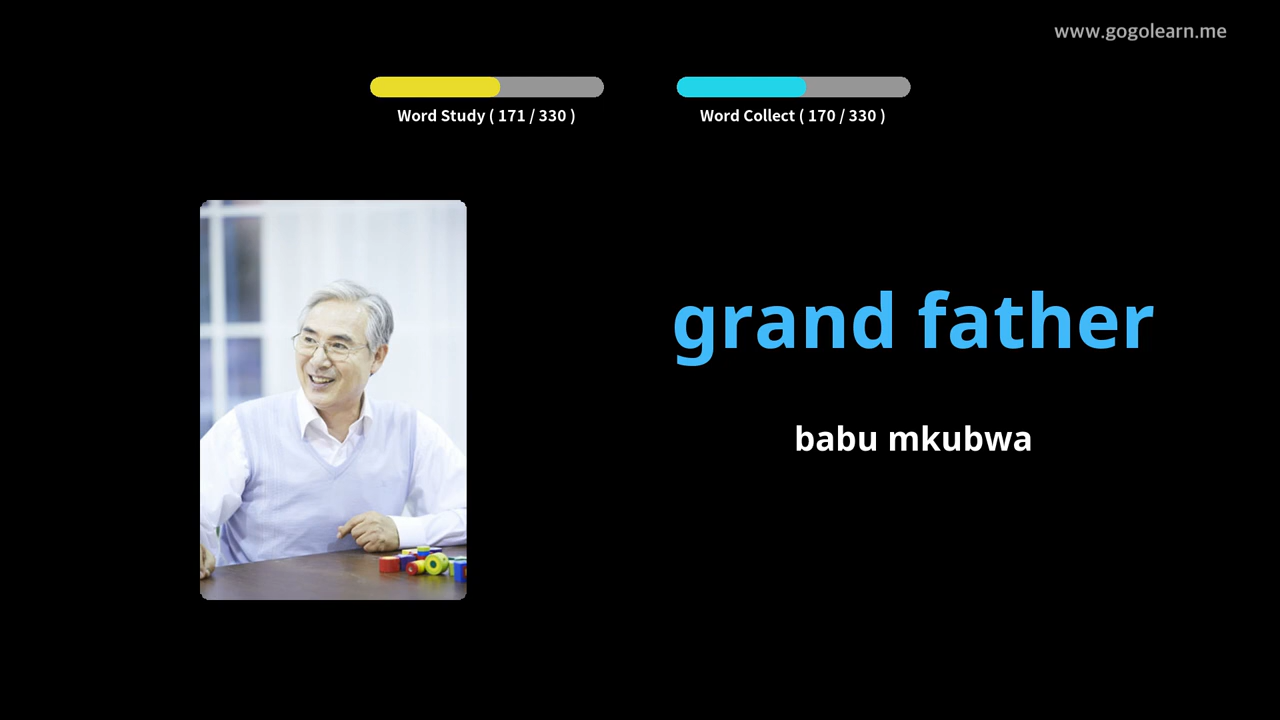 www.gogolearn.me
Word Study ( 171 / 330 )
Word Collect ( 170 / 330 )
grand father
babu mkubwa